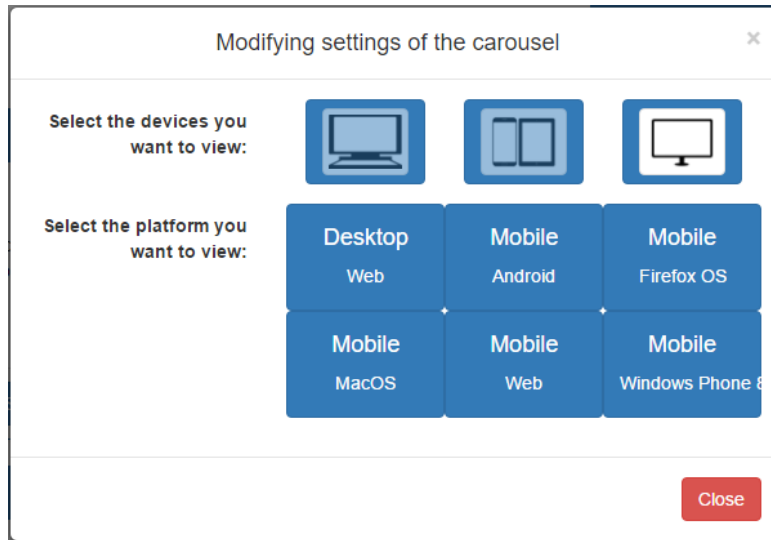 Modifying settings of the carousel
×
Select the devices you
want to view:
Select the platform you
want to view:
Desktop
Web
Mobile
Android
Mobile
Firefox OS
Mobile
MacOS
Mobile
Web
Mobile
Windows Phone
Close